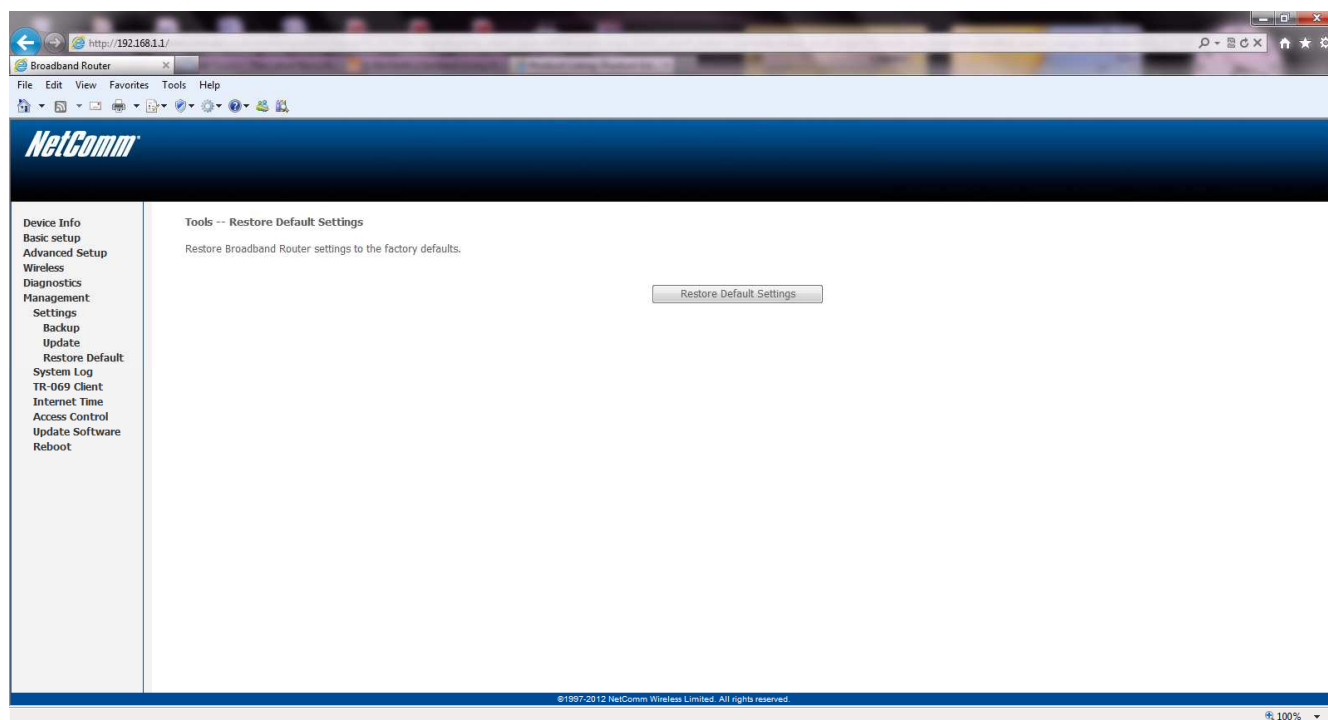 http://192.168.1.1/
Broadband Router
File Edit View Favorites Tools Help
NetComm
Device Info
Basic setup
Advanced Setup
Wireless
Diagnostics
Management
Settings
Backup
Update
Restore Default
System Log
TR-069 Client
Internet Time
Access Control
Update Software
Reboot
Tools -- Restore Default Settings
Restore Broadband Router settings to the factory defaults.
Restore Default Settings
©1997-2012 NetComm Wireless Limited. All rights reserved.
100%